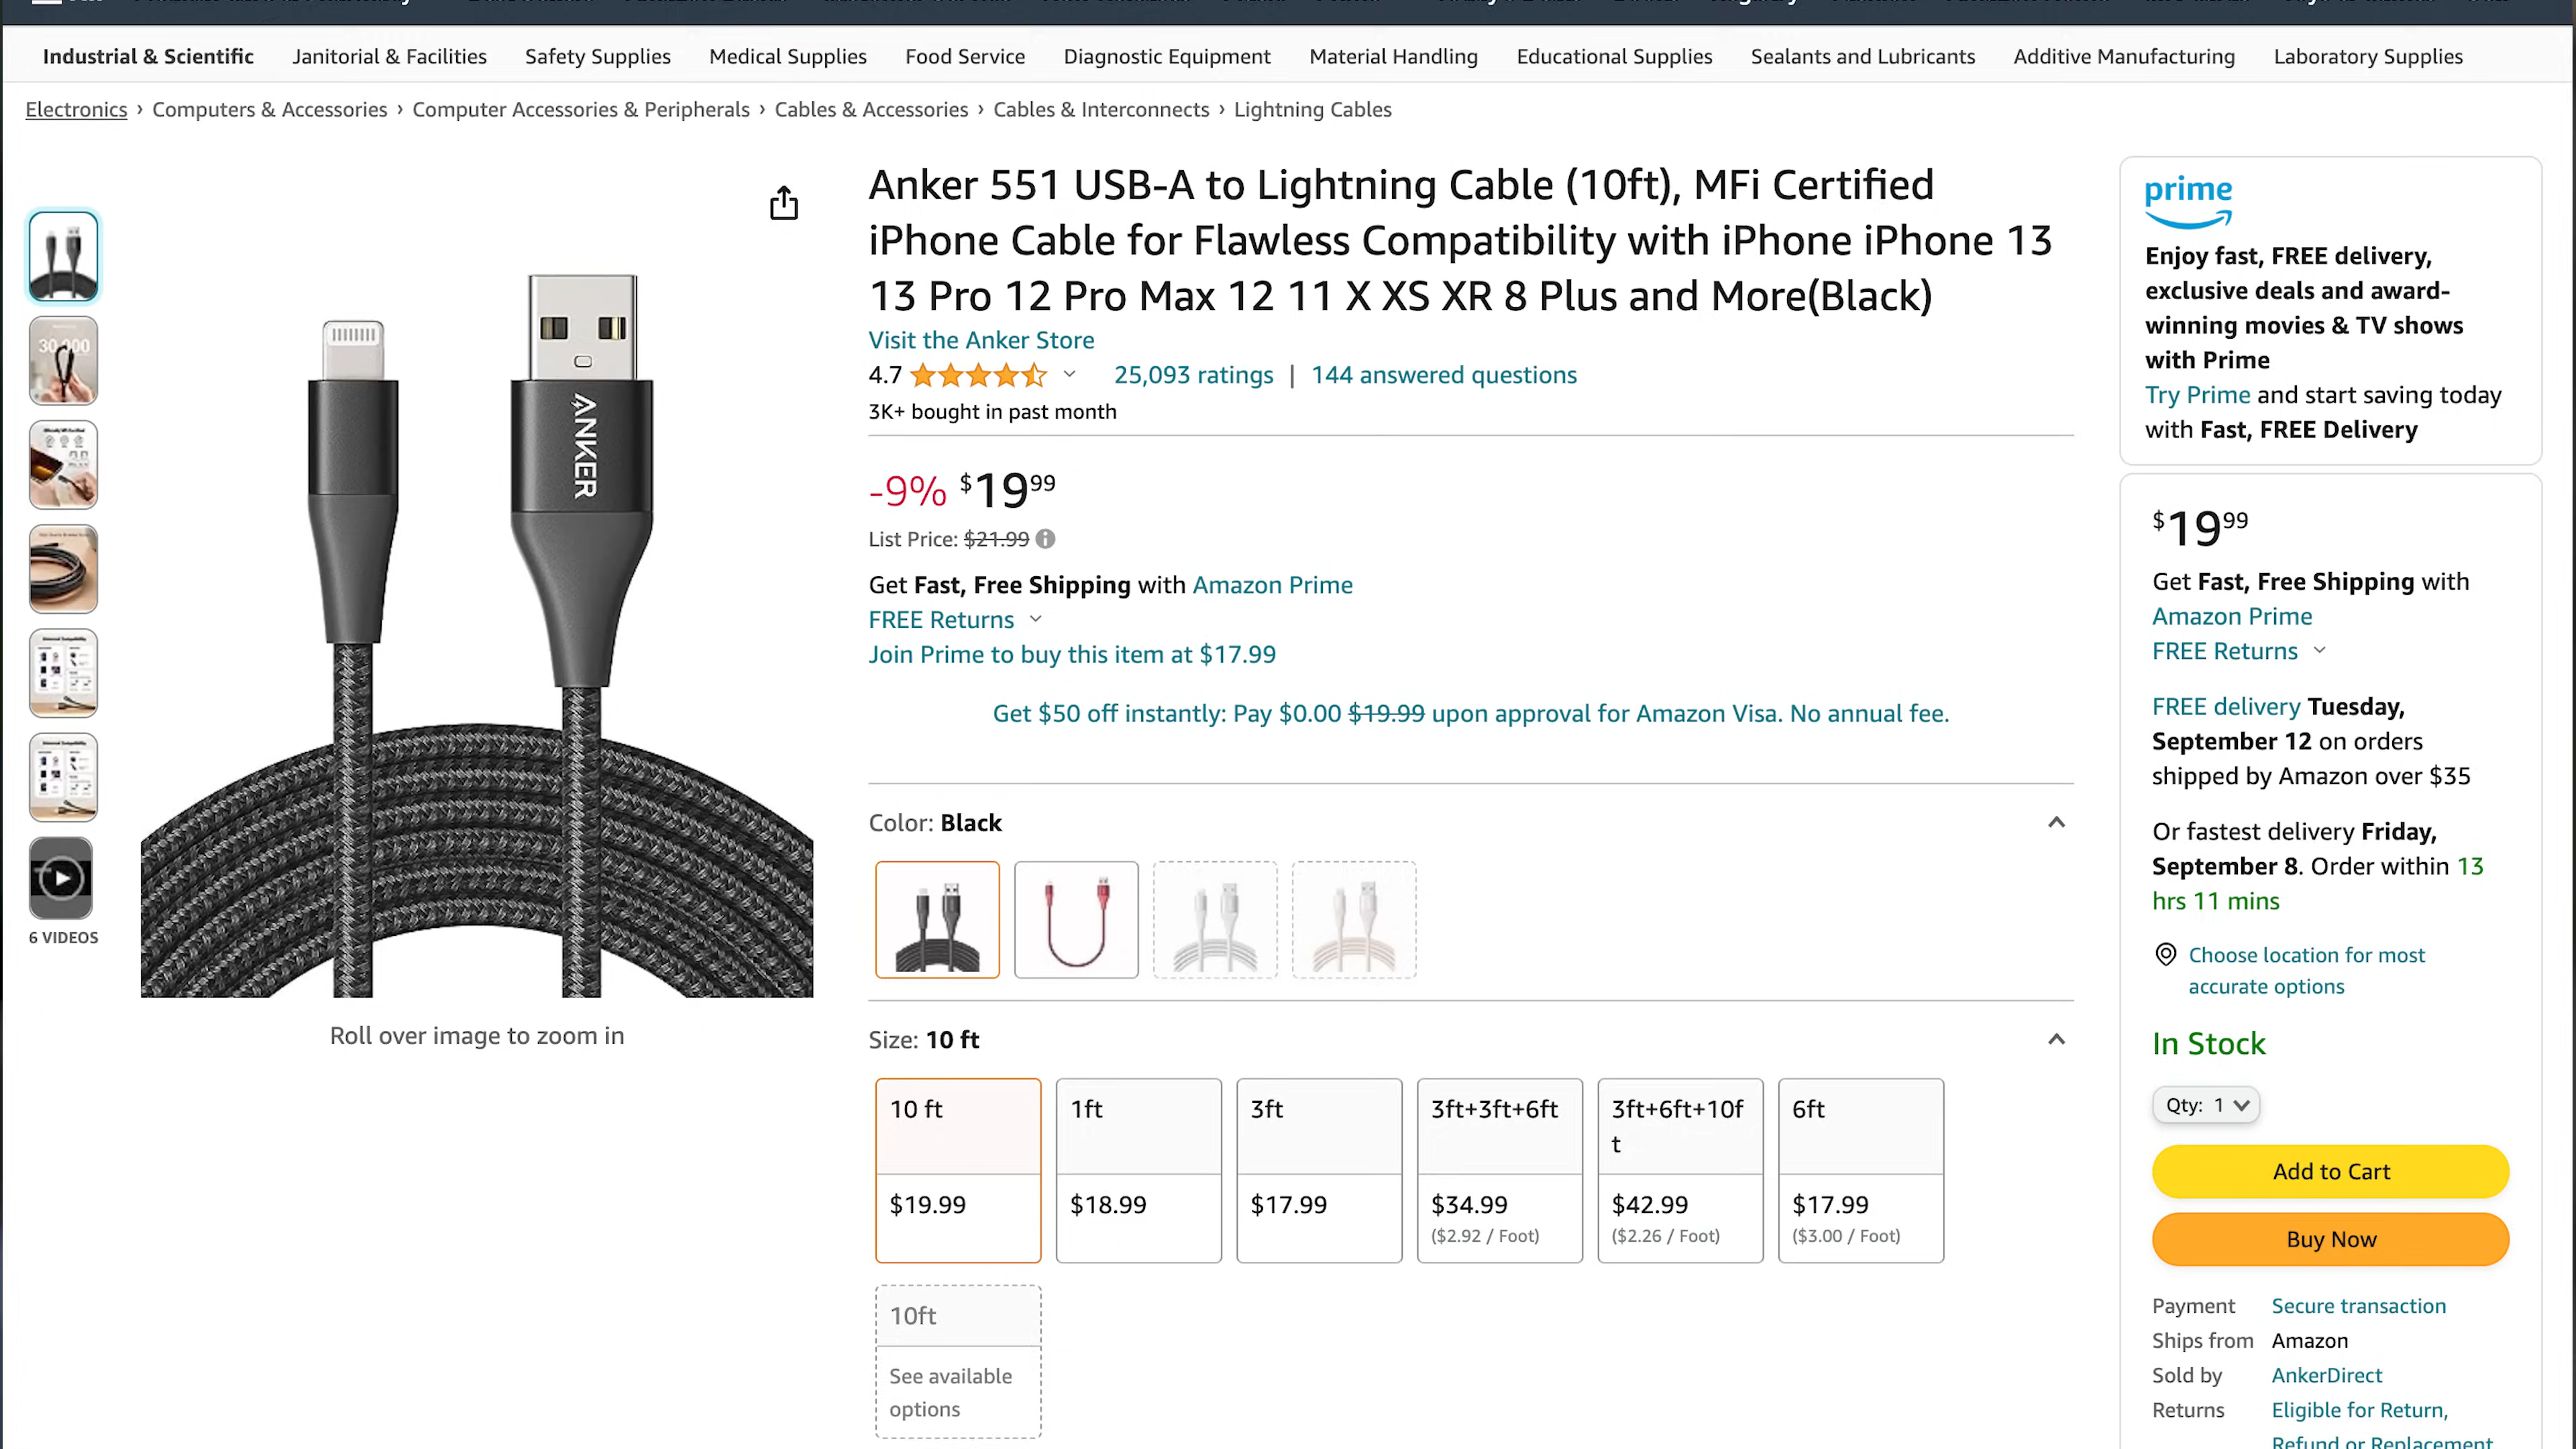 Industrial & Scientific Janitorial & Facilities Safety Supplies Medical Supplies Food Service Diagnostic Equipment Material Handling Educational Supplies Sealants and Lubricants Additive Manufacturing Laboratory Supplies
Electronics › Computers & Accessories › Computer Accessories & Peripherals › Cables & Accessories › Cables & Interconnects › Lightning Cables
30,000
ANKER
6 VIDEOS
Roll over image to zoom in
Anker 551 USB-A to Lightning Cable (10ft), MFi Certified
iPhone Cable for Flawless Compatibility with iPhone iPhone 13
13 Pro 12 Pro Max 12 11 X XS XR 8 Plus and More(Black)
Visit the Anker Store
4.7 25,093 ratings | 144 answered questions
3K+ bought in past month
-9% $19 99
List Price: $21.99
Get Fast, Free Shipping with Amazon Prime
FREE Returns
Join Prime to buy this item at $17.99
Get $50 off instantly: Pay $0.00 $19.99 upon approval for Amazon Visa. No annual fee.
Color: Black
Size: 10 ft
10 ft
$19.99
1ft
$18.99
3ft
$17.99
3ft+3ft+6ft
$34.99
($2.92 / Foot)
3ft+6ft+10f
t
$42.99
($2.26 / Foot)
6ft
$17.99
($3.00 / Foot)
10ft
See available
options
prime
Enjoy fast, FREE delivery,
exclusive deals and award-
winning movies & TV shows
with Prime
Try Prime and start saving today
with Fast, FREE Delivery
$19 99
Get Fast, Free Shipping with
Amazon Prime
FREE Returns
FREE delivery Tuesday,
September 12 on orders
shipped by Amazon over $35
Or fastest delivery Friday,
September 8. Order within 13
hrs 11 mins
Choose location for most
accurate options
In Stock
Qty: 1
Add to Cart
Buy Now
Payment Secure transaction
Ships from Amazon
Sold by AnkerDirect
Returns Eligible for Return,
Refund or Replacement